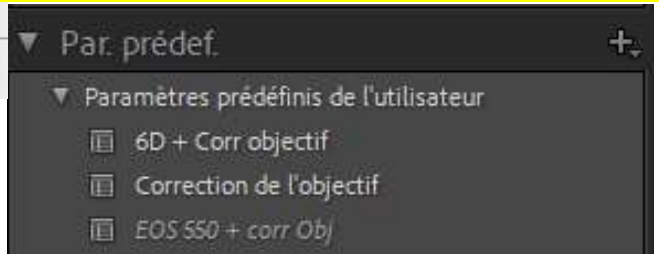 Par. prédef.
Paramètres prédéfinis de l'utilisateur
6D + Corr objectif
Correction de l'objectif
EOS 550 + corr Obj